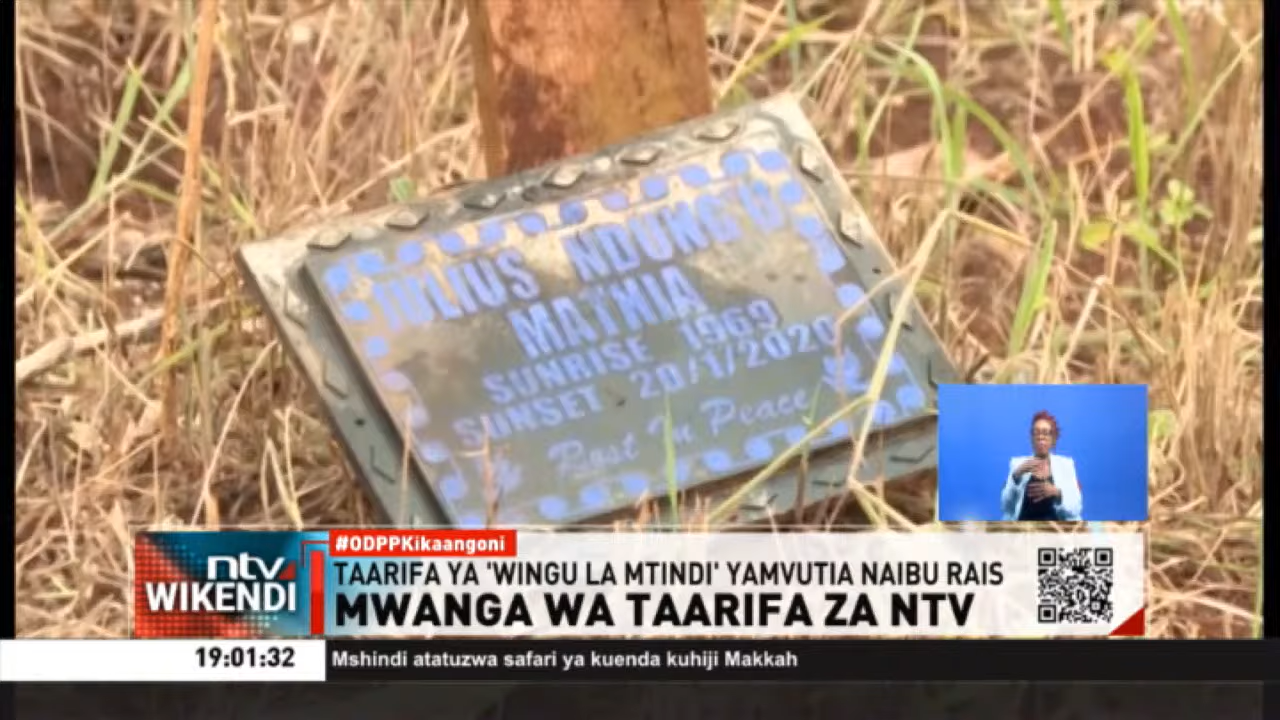 JULIUS NDUNG'U
MATHIA
SUNRISE 1969
SUNSET 20/1/2020
Rest In Peace
#ODPPKikaangoni
ntv
WIKENDI
TAARIFA YA 'WINGU LA MTINDI' YAMVUTIA NAIBU RAIS
MWANGA WA TAARIFA ZA NTV
19:01:32
Mshindi atatuzwa safari ya kuenda kuhiji Makkah